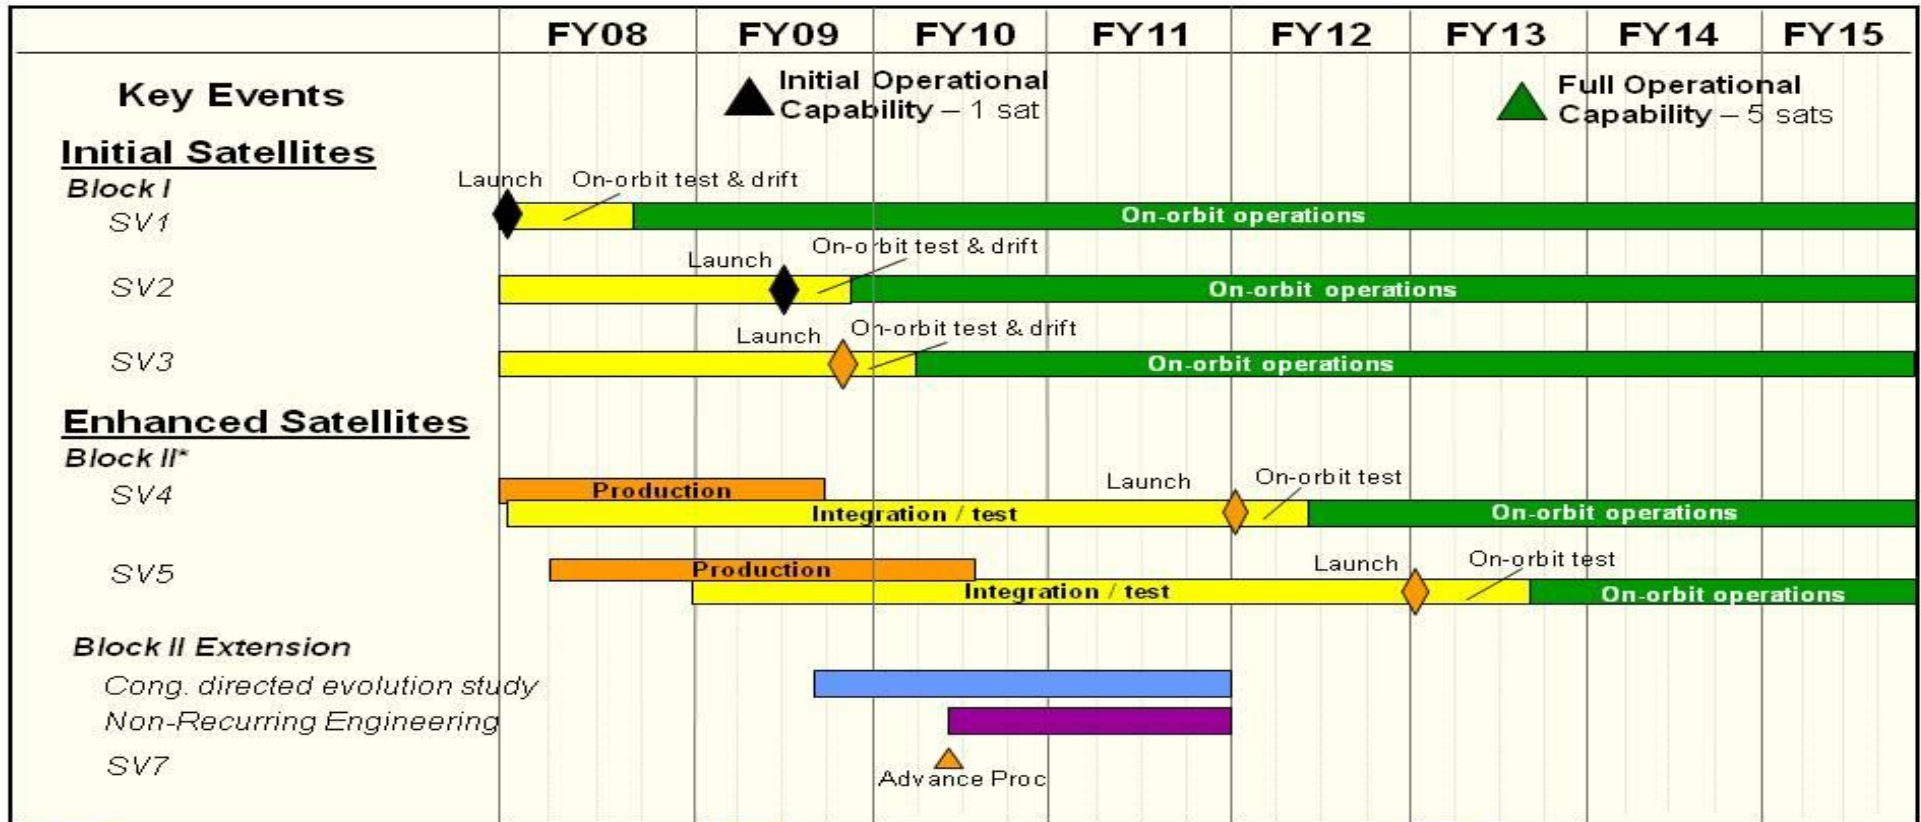 FY08 FY09 FY10 FY11 FY12 FY13 FY14 FY15
Key Events
Initial Operational
Capability – 1 sat
Full Operational
Capability – 5 sats
Initial Satellites
Block I
Launch On-orbit test & drift
SV1
On-orbit operations
On-orbit test & drift
Launch
SV2
On-orbit operations
On-orbit test & drift
Launch
SV3
On-orbit operations
Enhanced Satellites
Block II*
Launch On-orbit test
SV4
Production
Integration / test
On-orbit operations
Launch On-orbit test
SV5
Production
Integration / test
On-orbit operations
Block II Extension
Cong. directed evolution study
Non-Recurring Engineering
SV7
Advance Proc